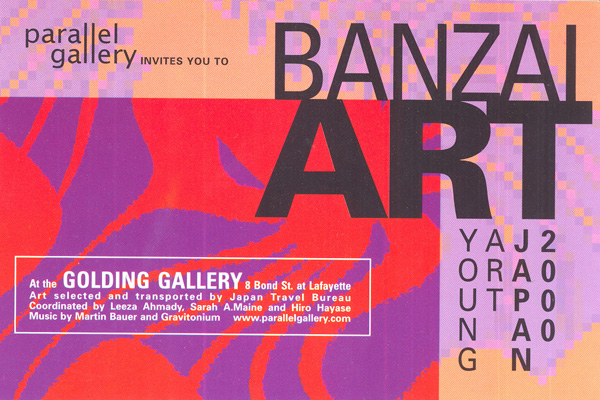 parallel
gallery INVITES YOU TO
BANZAI
ART
YOUNG
ART
JAPAN
2000
At the GOLDING GALLERY 8 Bond St. at Lafayette
Art selected and transported by Japan Travel Bureau
Coordinated by Leeza Ahmady, Sarah A.Maine and Hiro Hayase
Music by Martin Bauer and Gravitonium www.parallelgallery.com